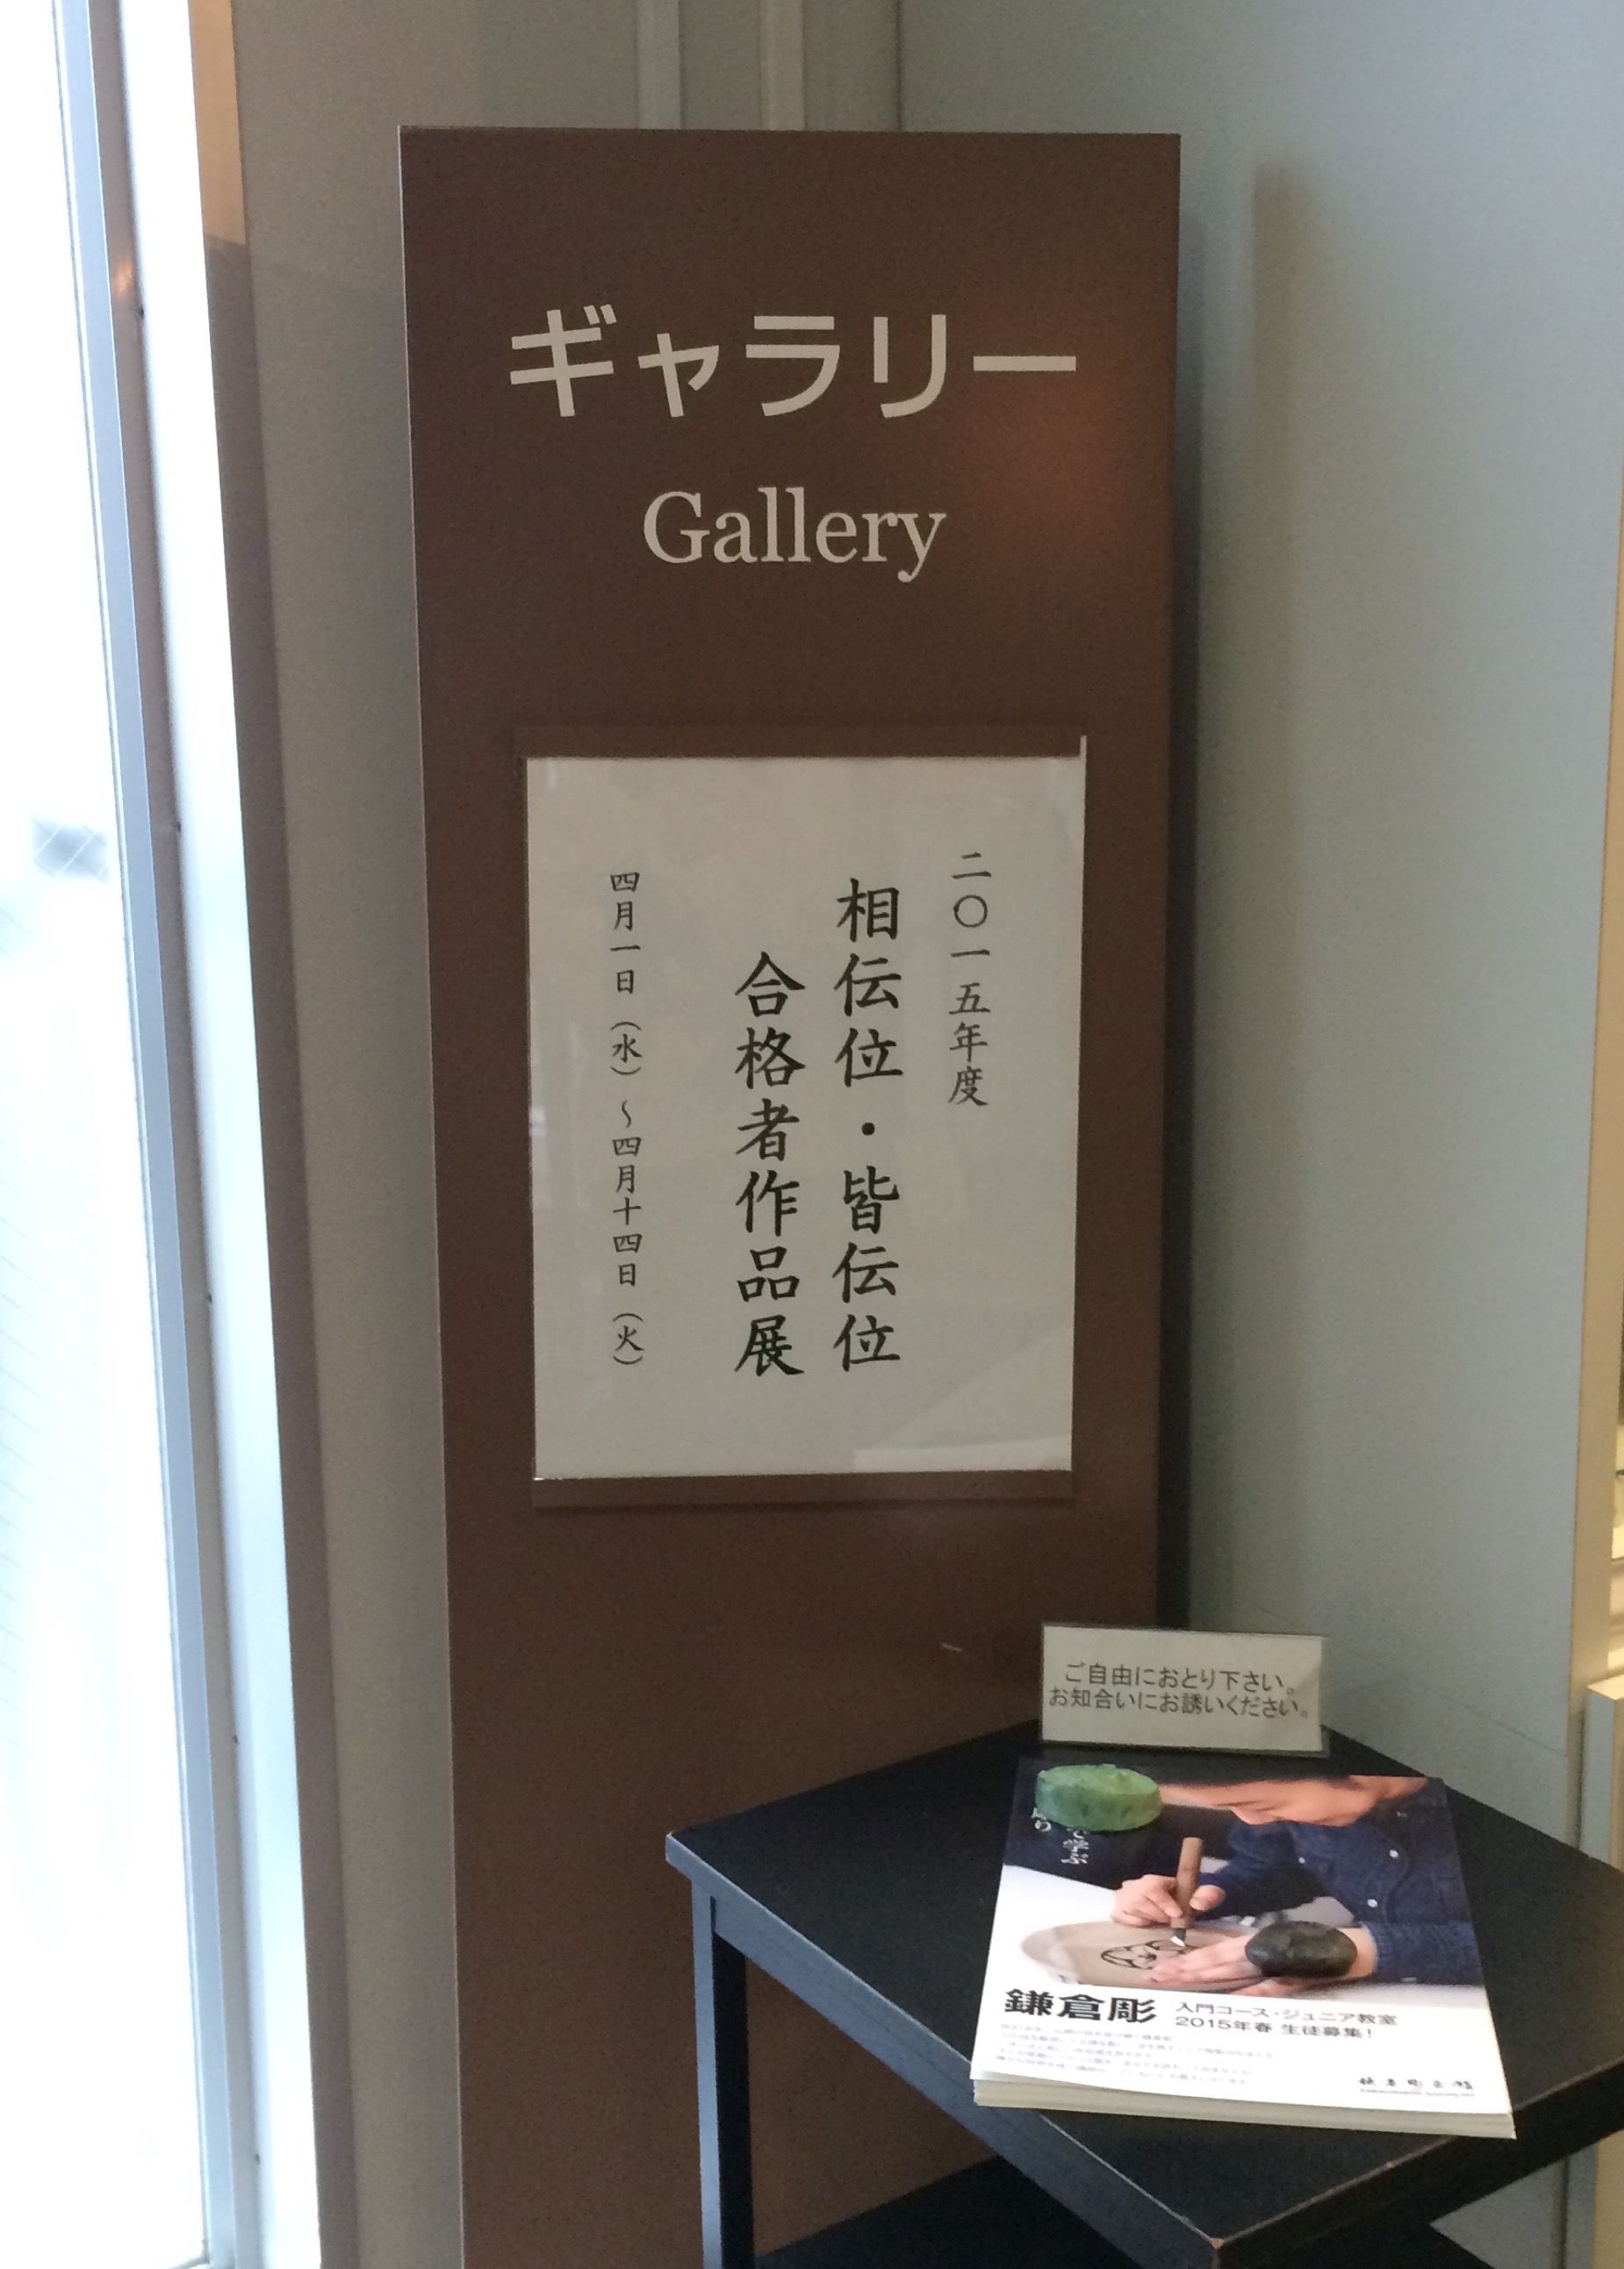 ギャラリー
Gallery
二〇一五年度
相伝位・皆伝位
合格者作品展
四月一日（水）〜四月十四日（火）
ご自由におとり下さい。
お知合いにお誘いください。
で学ぶ
鎌倉彫
入門コース・ジュニア教室
2015年春 生徒募集！